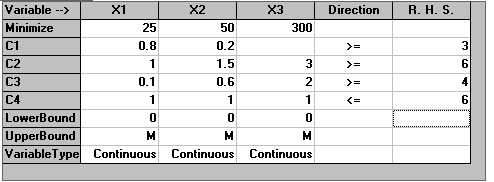 Variable --> X1 X2 X3 Direction R. H. S.
Minimize 25 50 300
C1 0.8 0.2 >= 3
C2 1 1.5 3 >= 6
C3 0.1 0.6 2 >= 4
C4 1 1 1 <= 6
LowerBound 0 0 0
UpperBound M M M
VariableType Continuous Continuous Continuous